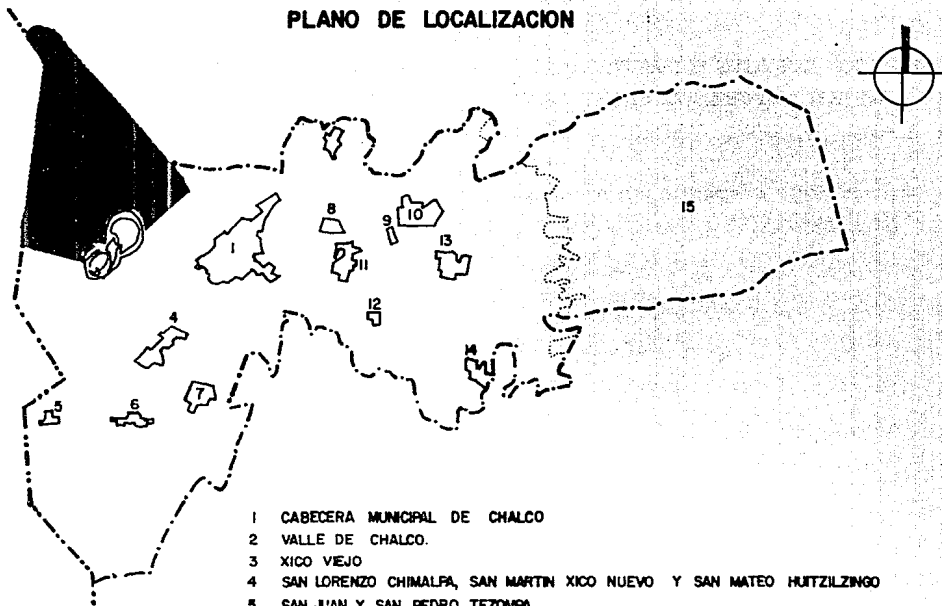 PLANO DE LOCALIZACION
8
10
9
15
1
13
11
12
4
14
7
5
6
1 CABECERA MUNICIPAL DE CHALCO
2 VALLE DE CHALCO.
3 XICO VIEJO
4 SAN LORENZO CHIMALPA, SAN MARTIN XICO NUEVO Y SAN MATEO HUITZILZINGO
5 SAN JUAN Y SAN PEDRO TEZOMPA